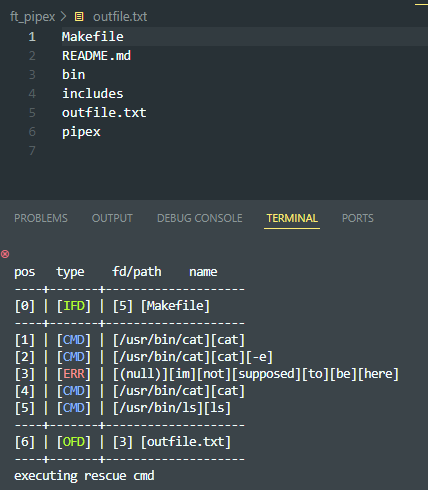 ft_pipex > outfile.txt
1 Makefile
2 README.md
3 bin
4 includes
5 outfile.txt
6 pipex
7
PROBLEMS OUTPUT DEBUG CONSOLE TERMINAL PORTS
pos type fd/path name
----+-------+--------------------
[0] | [IFD] | [5] [Makefile]
----+-------+--------------------
[1] | [CMD] | [/usr/bin/cat][cat]
[2] | [CMD] | [/usr/bin/cat][cat][-e]
[3] | [ERR] | [(null)][im][not][supposed][to][be][here]
[4] | [CMD] | [/usr/bin/cat][cat]
[5] | [CMD] | [/usr/bin/ls][ls]
----+-------+--------------------
[6] | [OFD] | [3] [outfile.txt]
----+-------+--------------------
executing rescue cmd